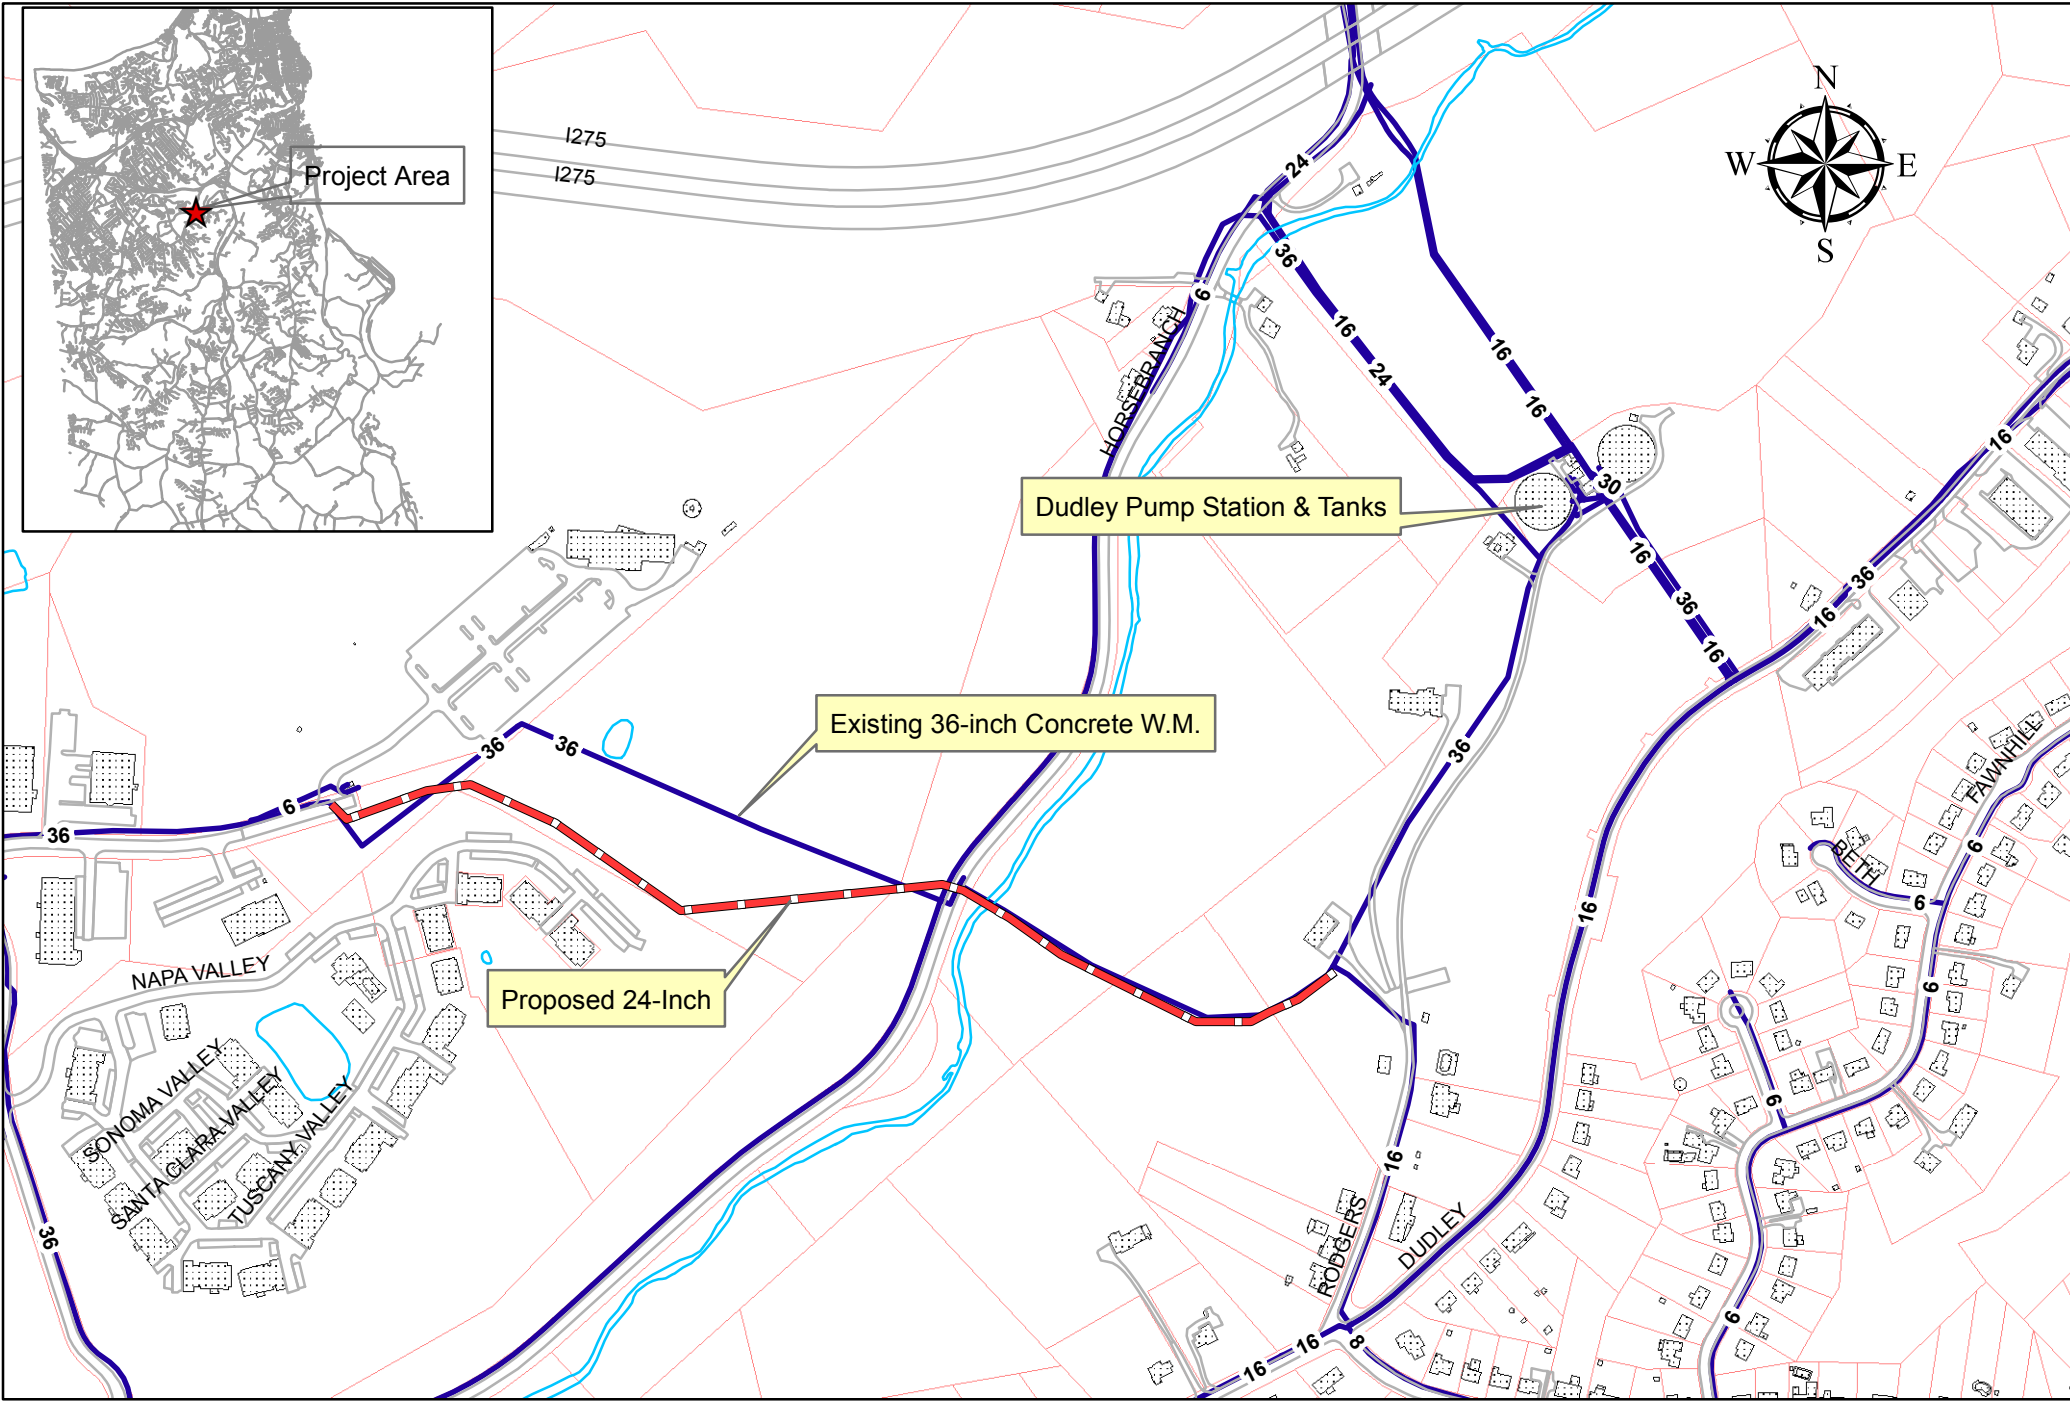 N
I275
24
Project Area
W
E
I275
S
36
6
16
HORSEBRANCH
16
24
16
16
30
Dudley Pump Station & Tanks
16
36
36
16
16
FAWNHILL
Existing 36-inch Concrete W.M.
36
36
36
6
36
6
BETH
6
16
NAPA VALLEY
Proposed 24-Inch
6
SONOMA VALLEY
SANTA CLARA VALLEY
TUSCANY VALLEY
6
16
36
RODGERS
DUDLEY
6
16
8
16